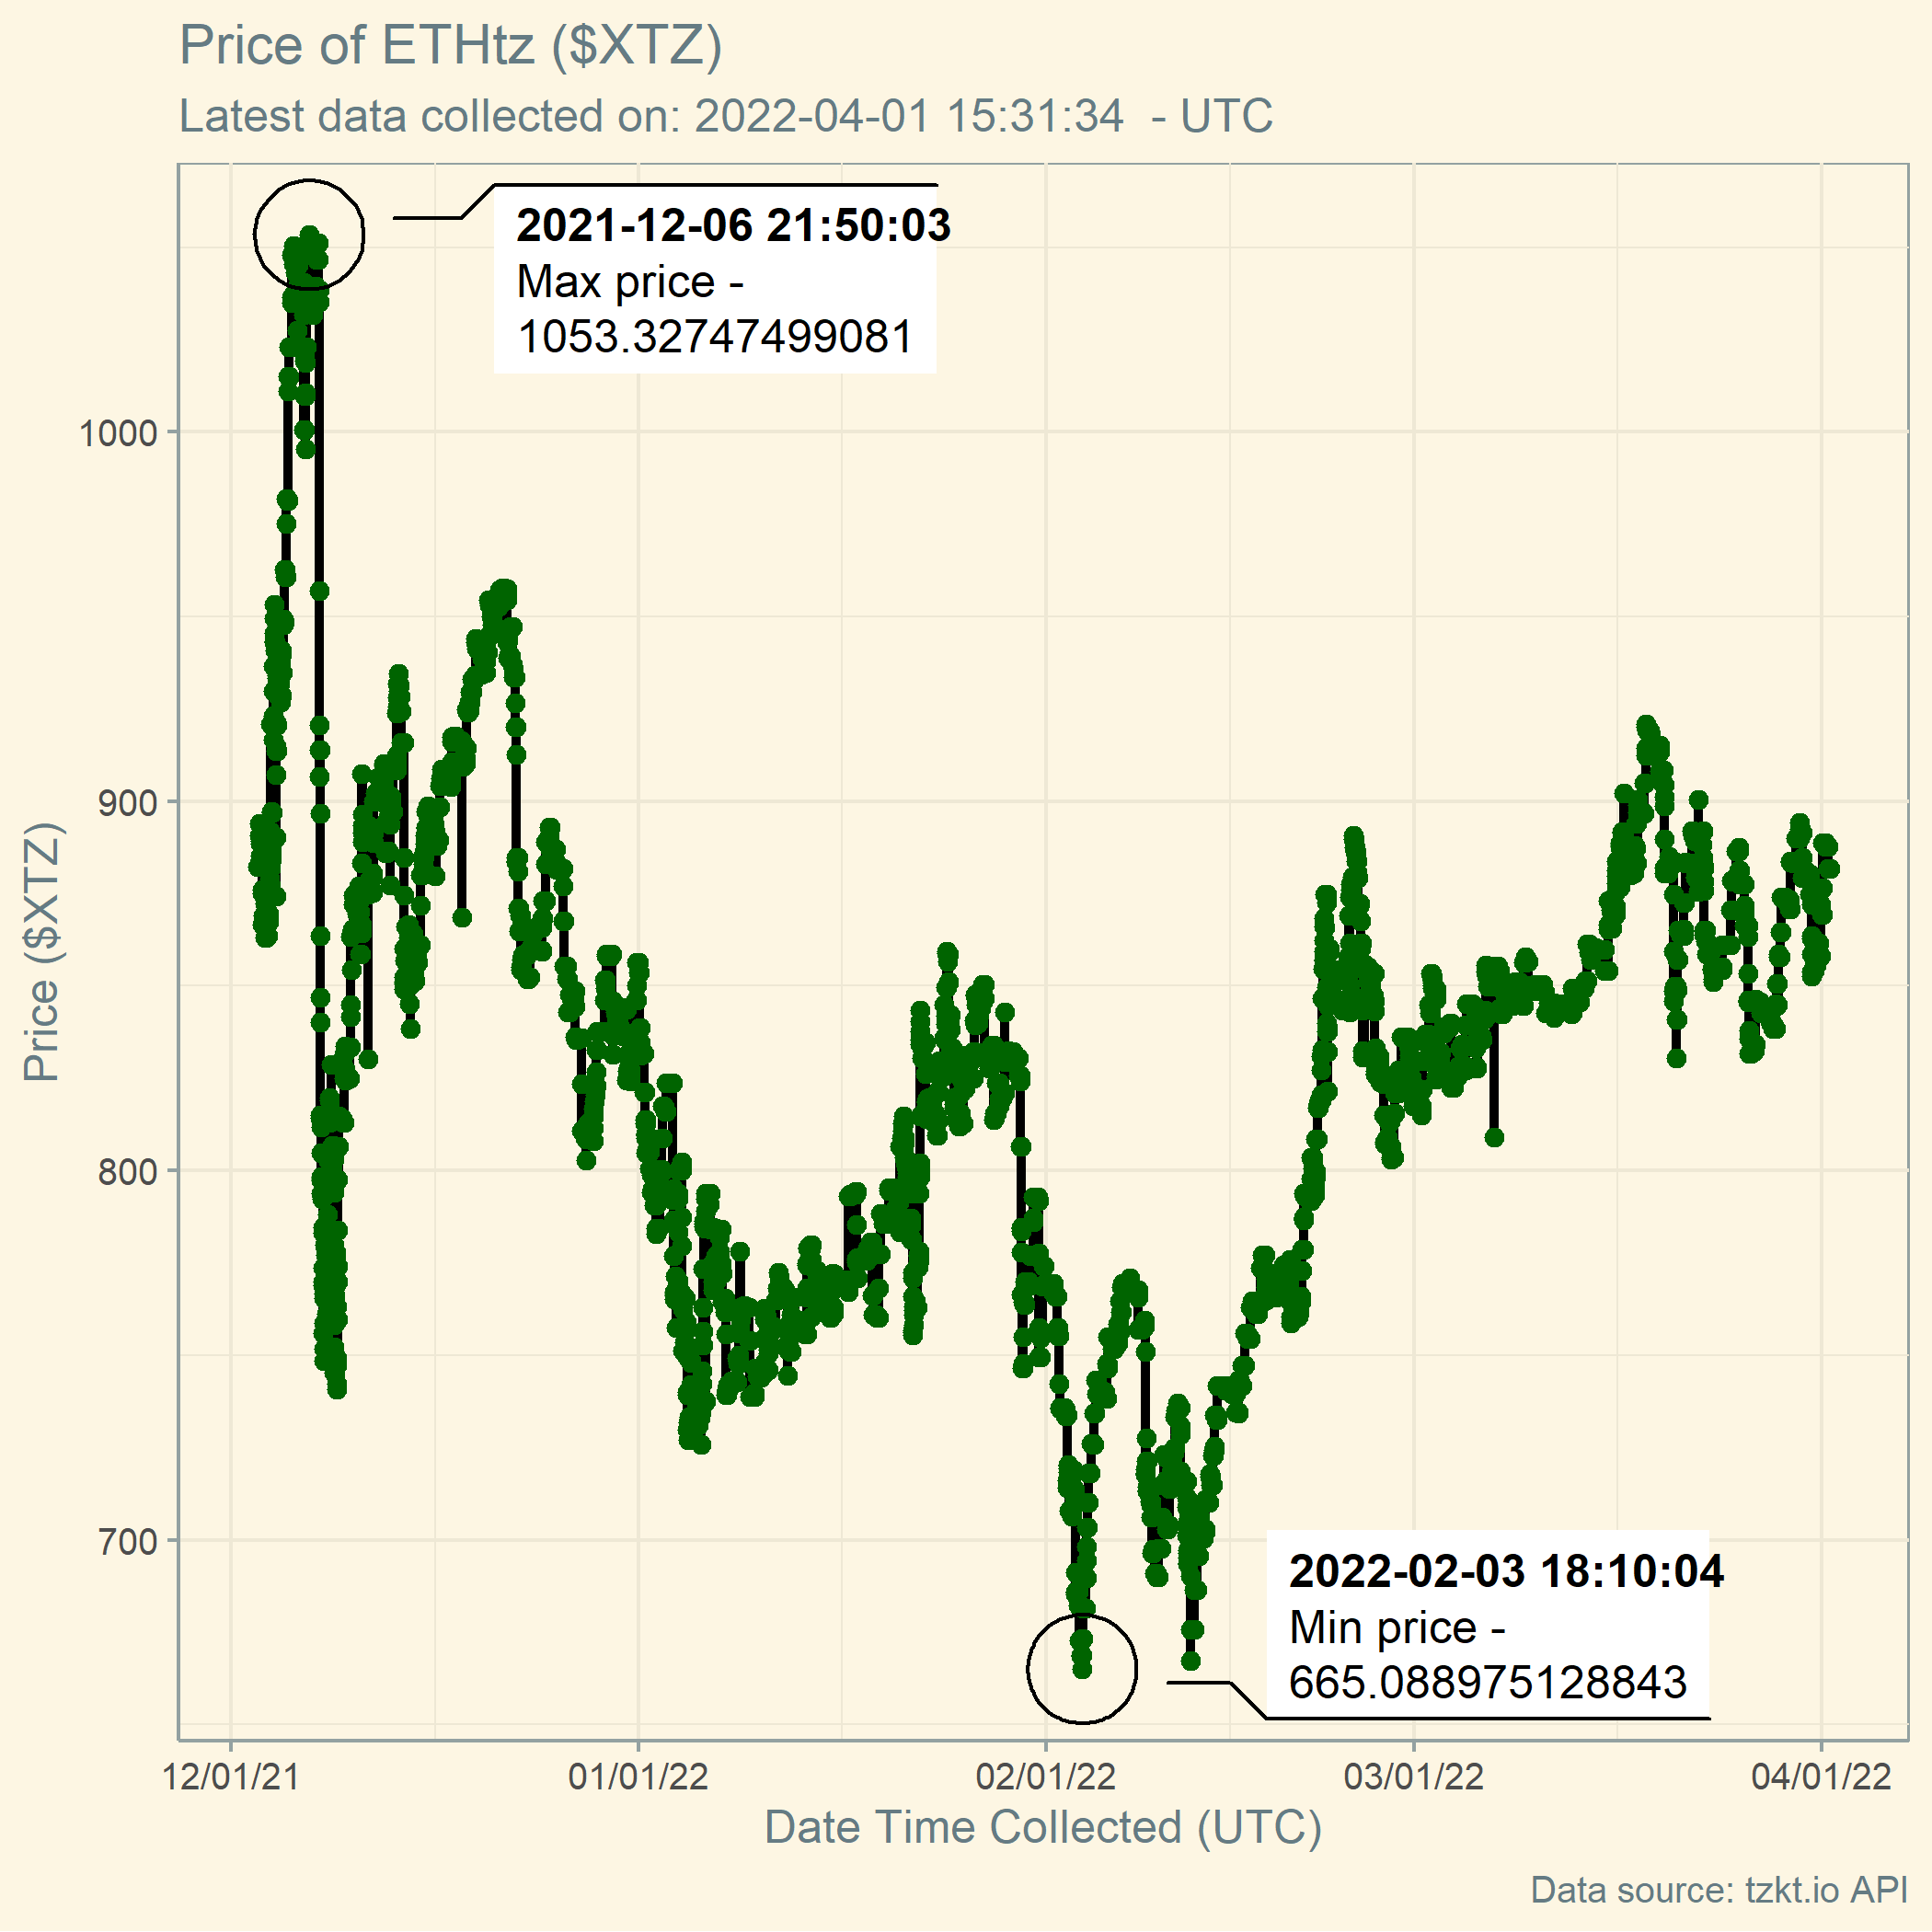 Price of ETHtz ($XTZ)
Latest data collected on: 2022-04-01 15:31:34  - UTC
2021-12-06 21:50:03
Max price -
1053.32747499081
1000
900
800
700
Price ($XTZ)
2022-02-03 18:10:04
Min price -
665.088975128843
12/01/21
01/01/22
02/01/22
03/01/22
04/01/22
Date Time Collected (UTC)
Data source: tzkt.io API